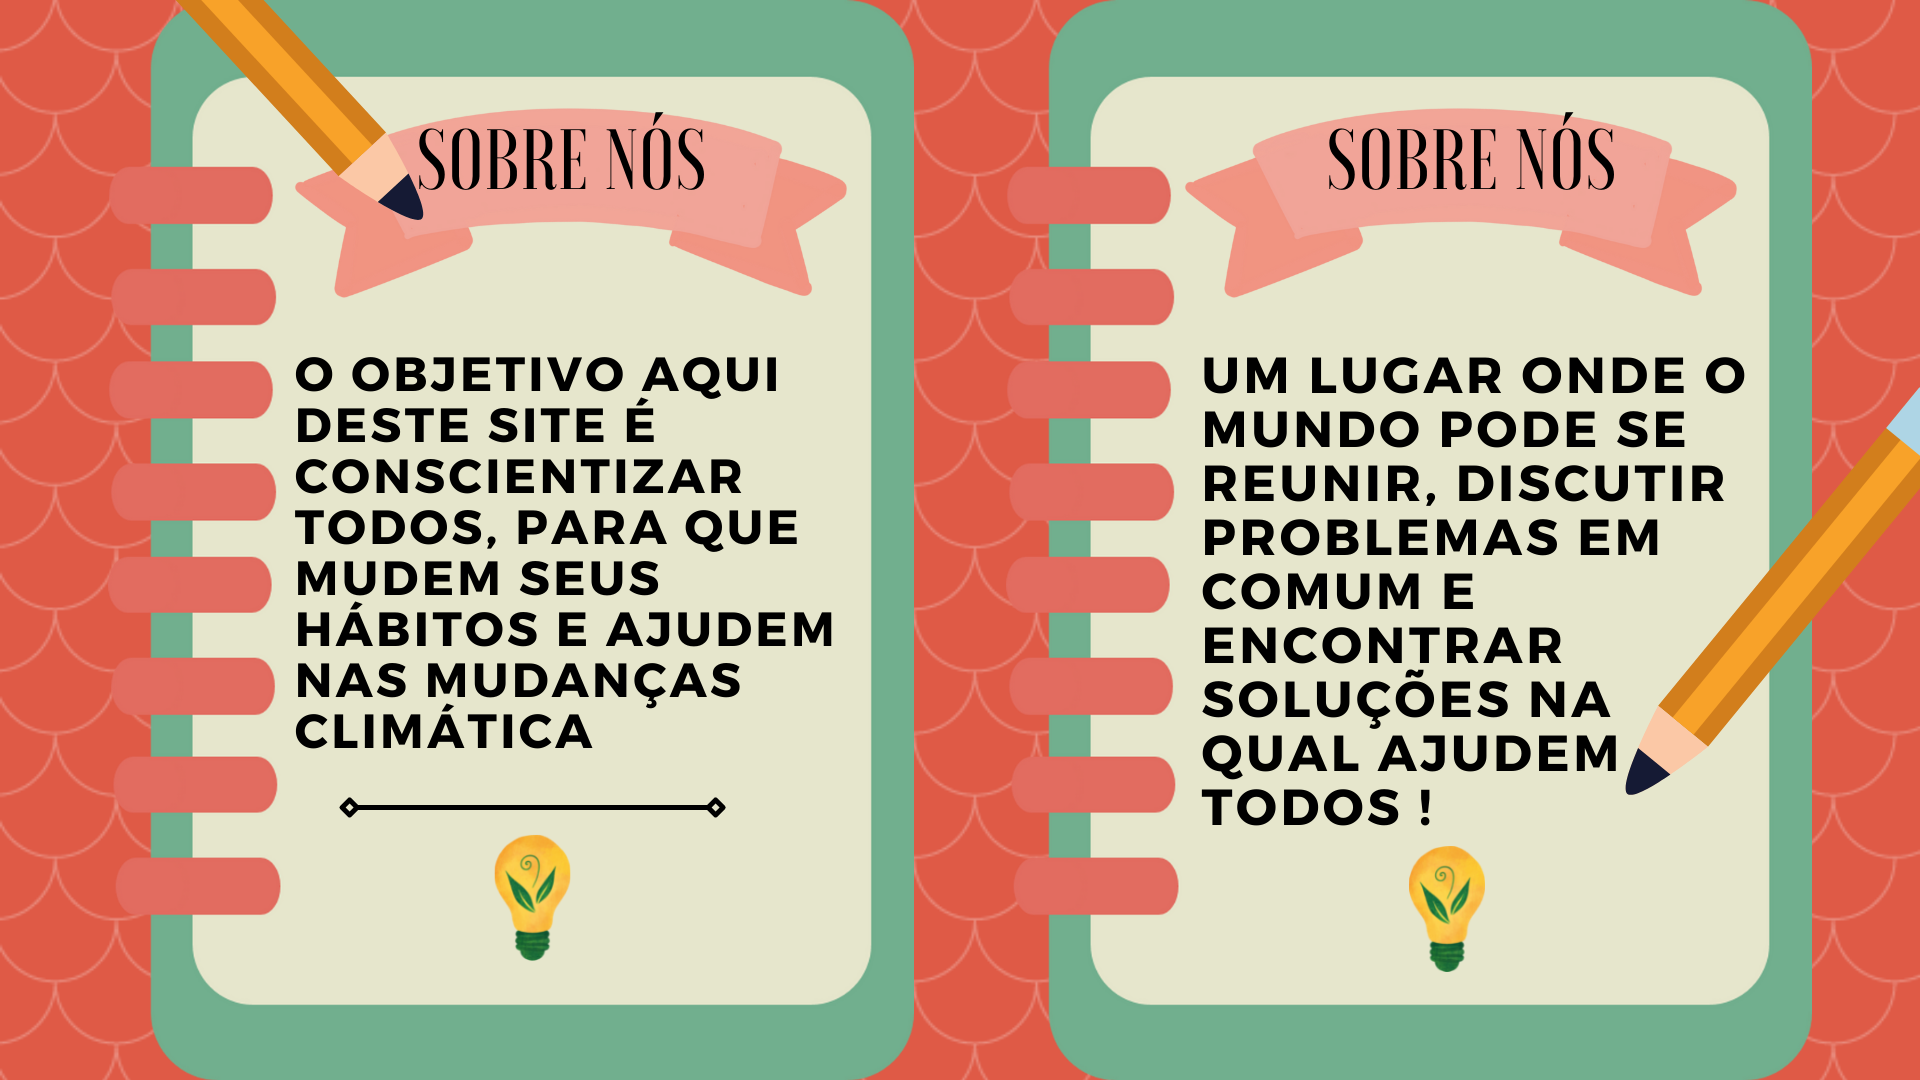 SOBRE NÓS
O OBJETIVO AQUI
DESTE SITE É
CONSCIENTIZAR
TODOS, PARA QUE
MUDEM SEUS
HÁBITOS E AJUDEM
NAS MUDANÇAS
CLIMÁTICA
SOBRE NÓS
UM LUGAR ONDE O
MUNDO PODE SE
REUNIR, DISCUTIR
PROBLEMAS EM
COMUM E
ENCONTRAR
SOLUÇÕES NA
QUAL AJUDEM
TODOS !